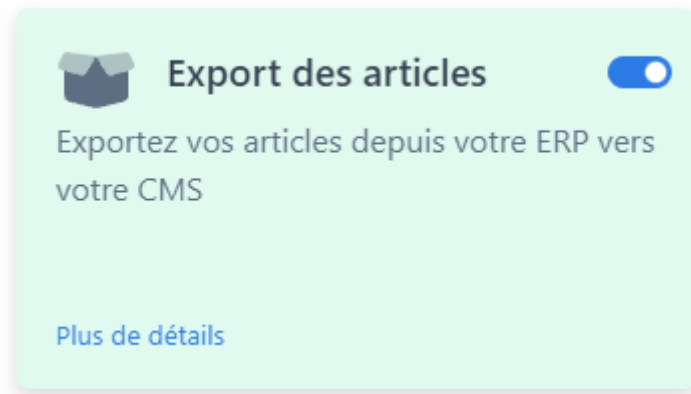 Export des articles
Exportez vos articles depuis votre ERP vers
votre CMS
Plus de détails